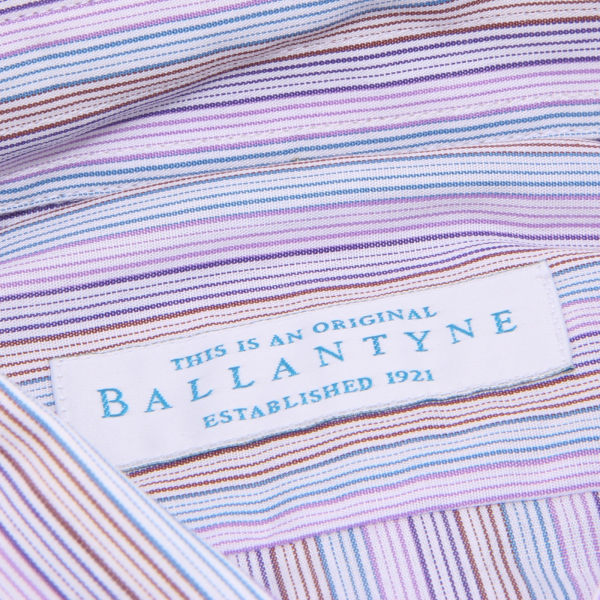 THIS IS AN ORIGINAL
BALLANTYNE
ESTABLISHED 1921